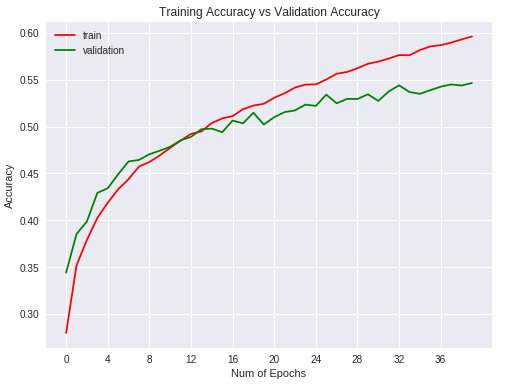 Training Accuracy vs Validation Accuracy
train
validation
0.60
0.55
0.50
0.45
0.40
0.35
0.30
Accuracy
0 4 8 12 16 20 24 28 32 36
Num of Epochs